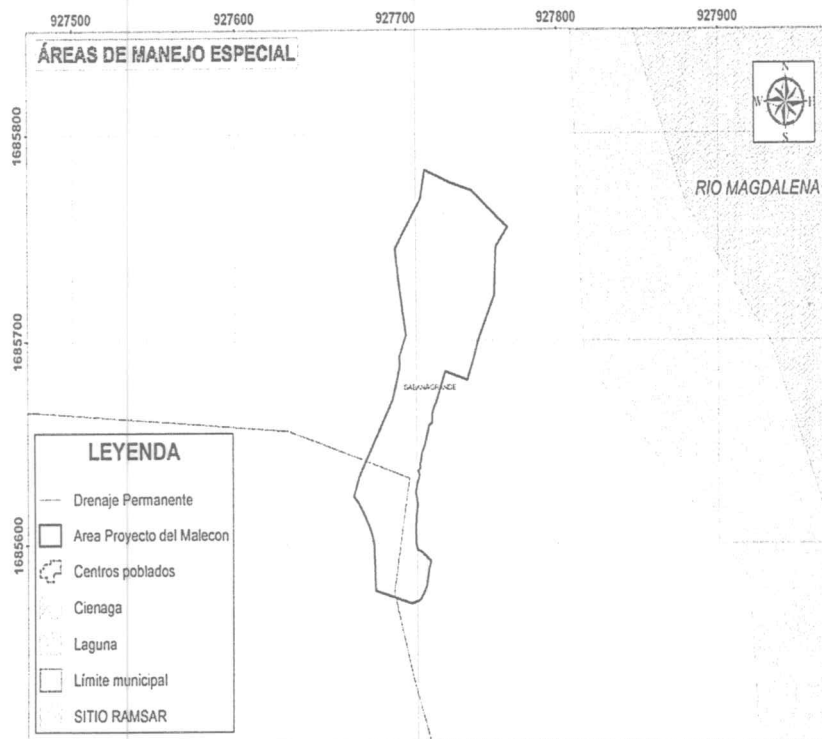 927500 927600 927700 927800 927900
ÁREAS DE MANEJO ESPECIAL
N
W E
S
1685800
RIO MAGDALENA
1685700
SABANAGRANDE
LEYENDA
Drenaje Permanente
Area Proyecto del Malecon
1685600
Centros poblados
Cienaga
Laguna
Límite municipal
SITIO RAMSAR